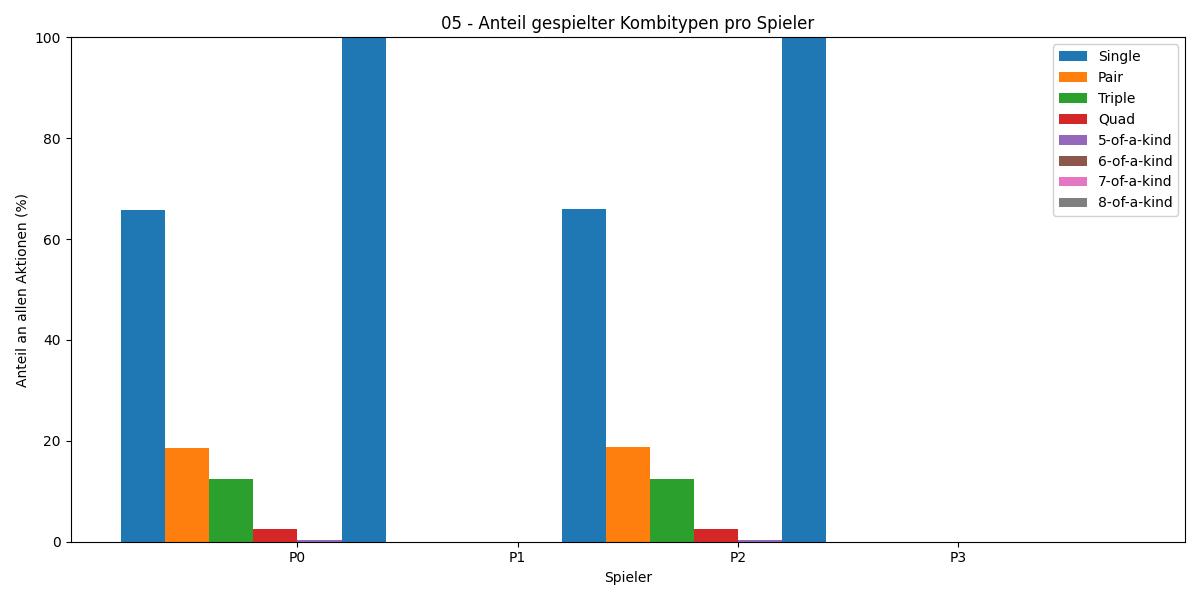 05 - Anteil gespielter Kombitypen pro Spieler
Anteil an allen Aktionen (%)
100
80
60
40
20
0
Single
Pair
Triple
Quad
5-of-a-kind
6-of-a-kind
7-of-a-kind
8-of-a-kind
P0 P1 P2 P3
Spieler